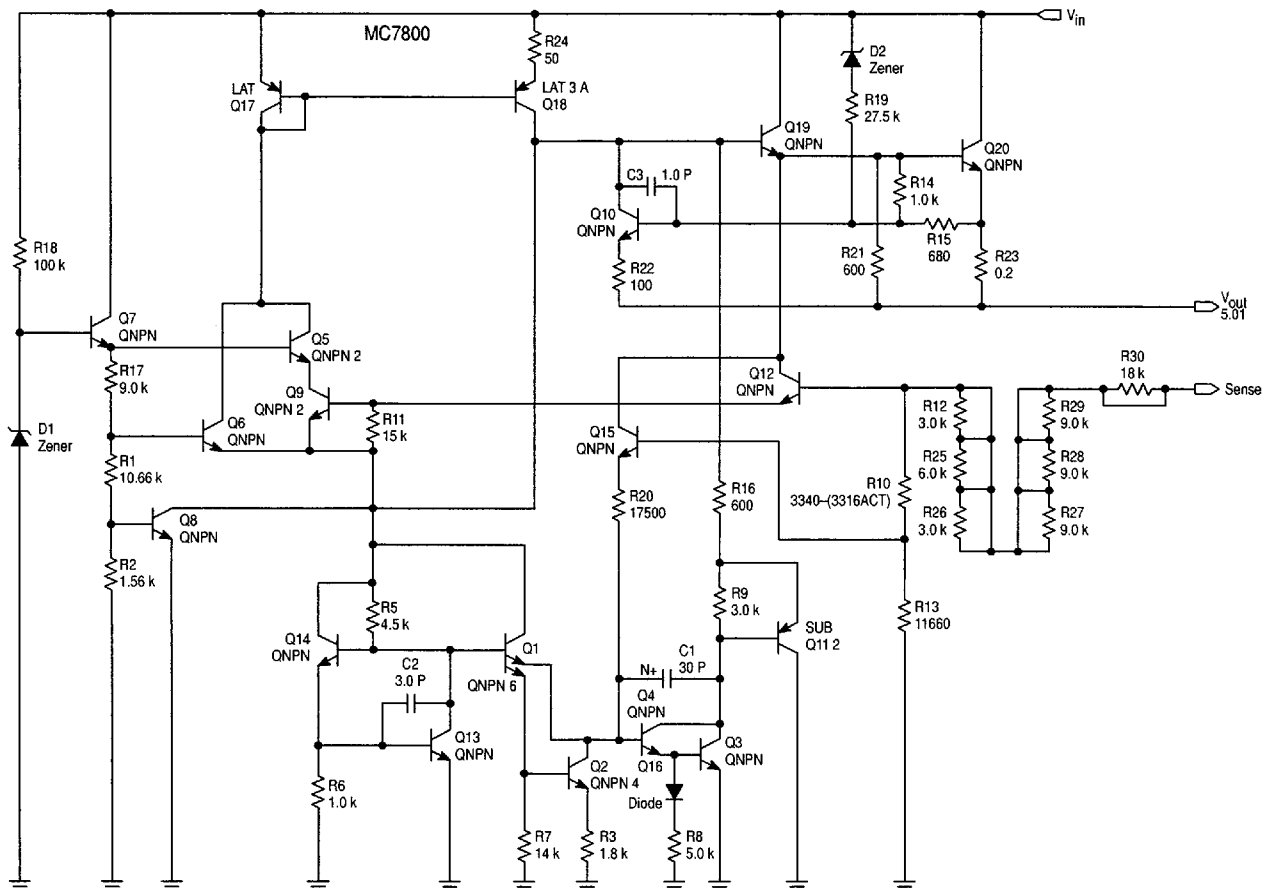 MC7800
Vin
R24
50
D2
Zener
LAT
Q17
LAT 3 A
Q18
R19
27.5 k
Q19
QNPN
Q20
QNPN
C3
1.0 P
R14
1.0 k
Q10
QNPN
R18
100 k
R21
600
R15
680
R23
0.2
R22
100
Vout
5.01
Q7
QNPN
Q5
QNPN 2
R30
18 k
R17
9.0 k
Q12
QNPN
Sense
Q9
QNPN 2
R11
15 k
R12
3.0 k
R29
9.0 k
D1
Zener
Q6
QNPN
Q15
QNPN
R1
10.66 k
R25
6.0 k
R28
9.0 k
R20
17500
R16
600
R10
3340–(3316ACT)
Q8
QNPN
R26
3.0 k
R27
9.0 k
R2
1.56 k
R5
4.5 k
R9
3.0 k
R13
11660
Q14
QNPN
Q1
QNPN 6
SUB
Q11 2
C2
3.0 P
N+
C1
30 P
Q4
QNPN
Q13
QNPN
Q2
QNPN 4
Q16
Q3
QNPN
R6
1.0 k
Diode
R7
14 k
R3
1.8 k
R8
5.0 k